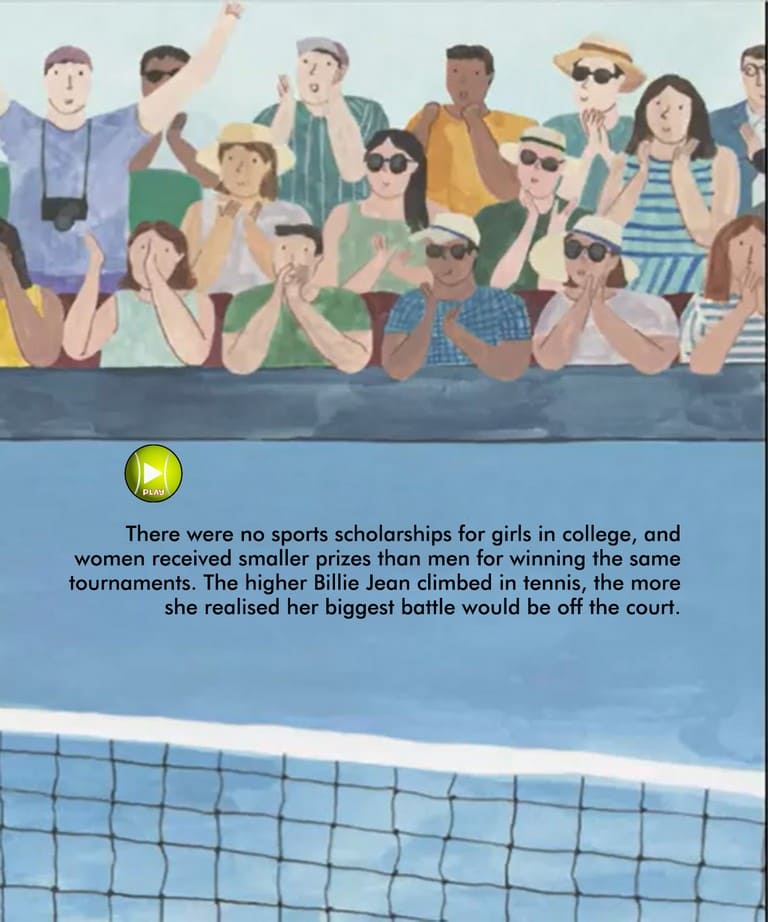 PLAY
There were no sports scholarships for girls in college, and
women received smaller prizes than men for winning the same
tournaments. The higher Billie Jean climbed in tennis, the more
she realised her biggest battle would be off the court.